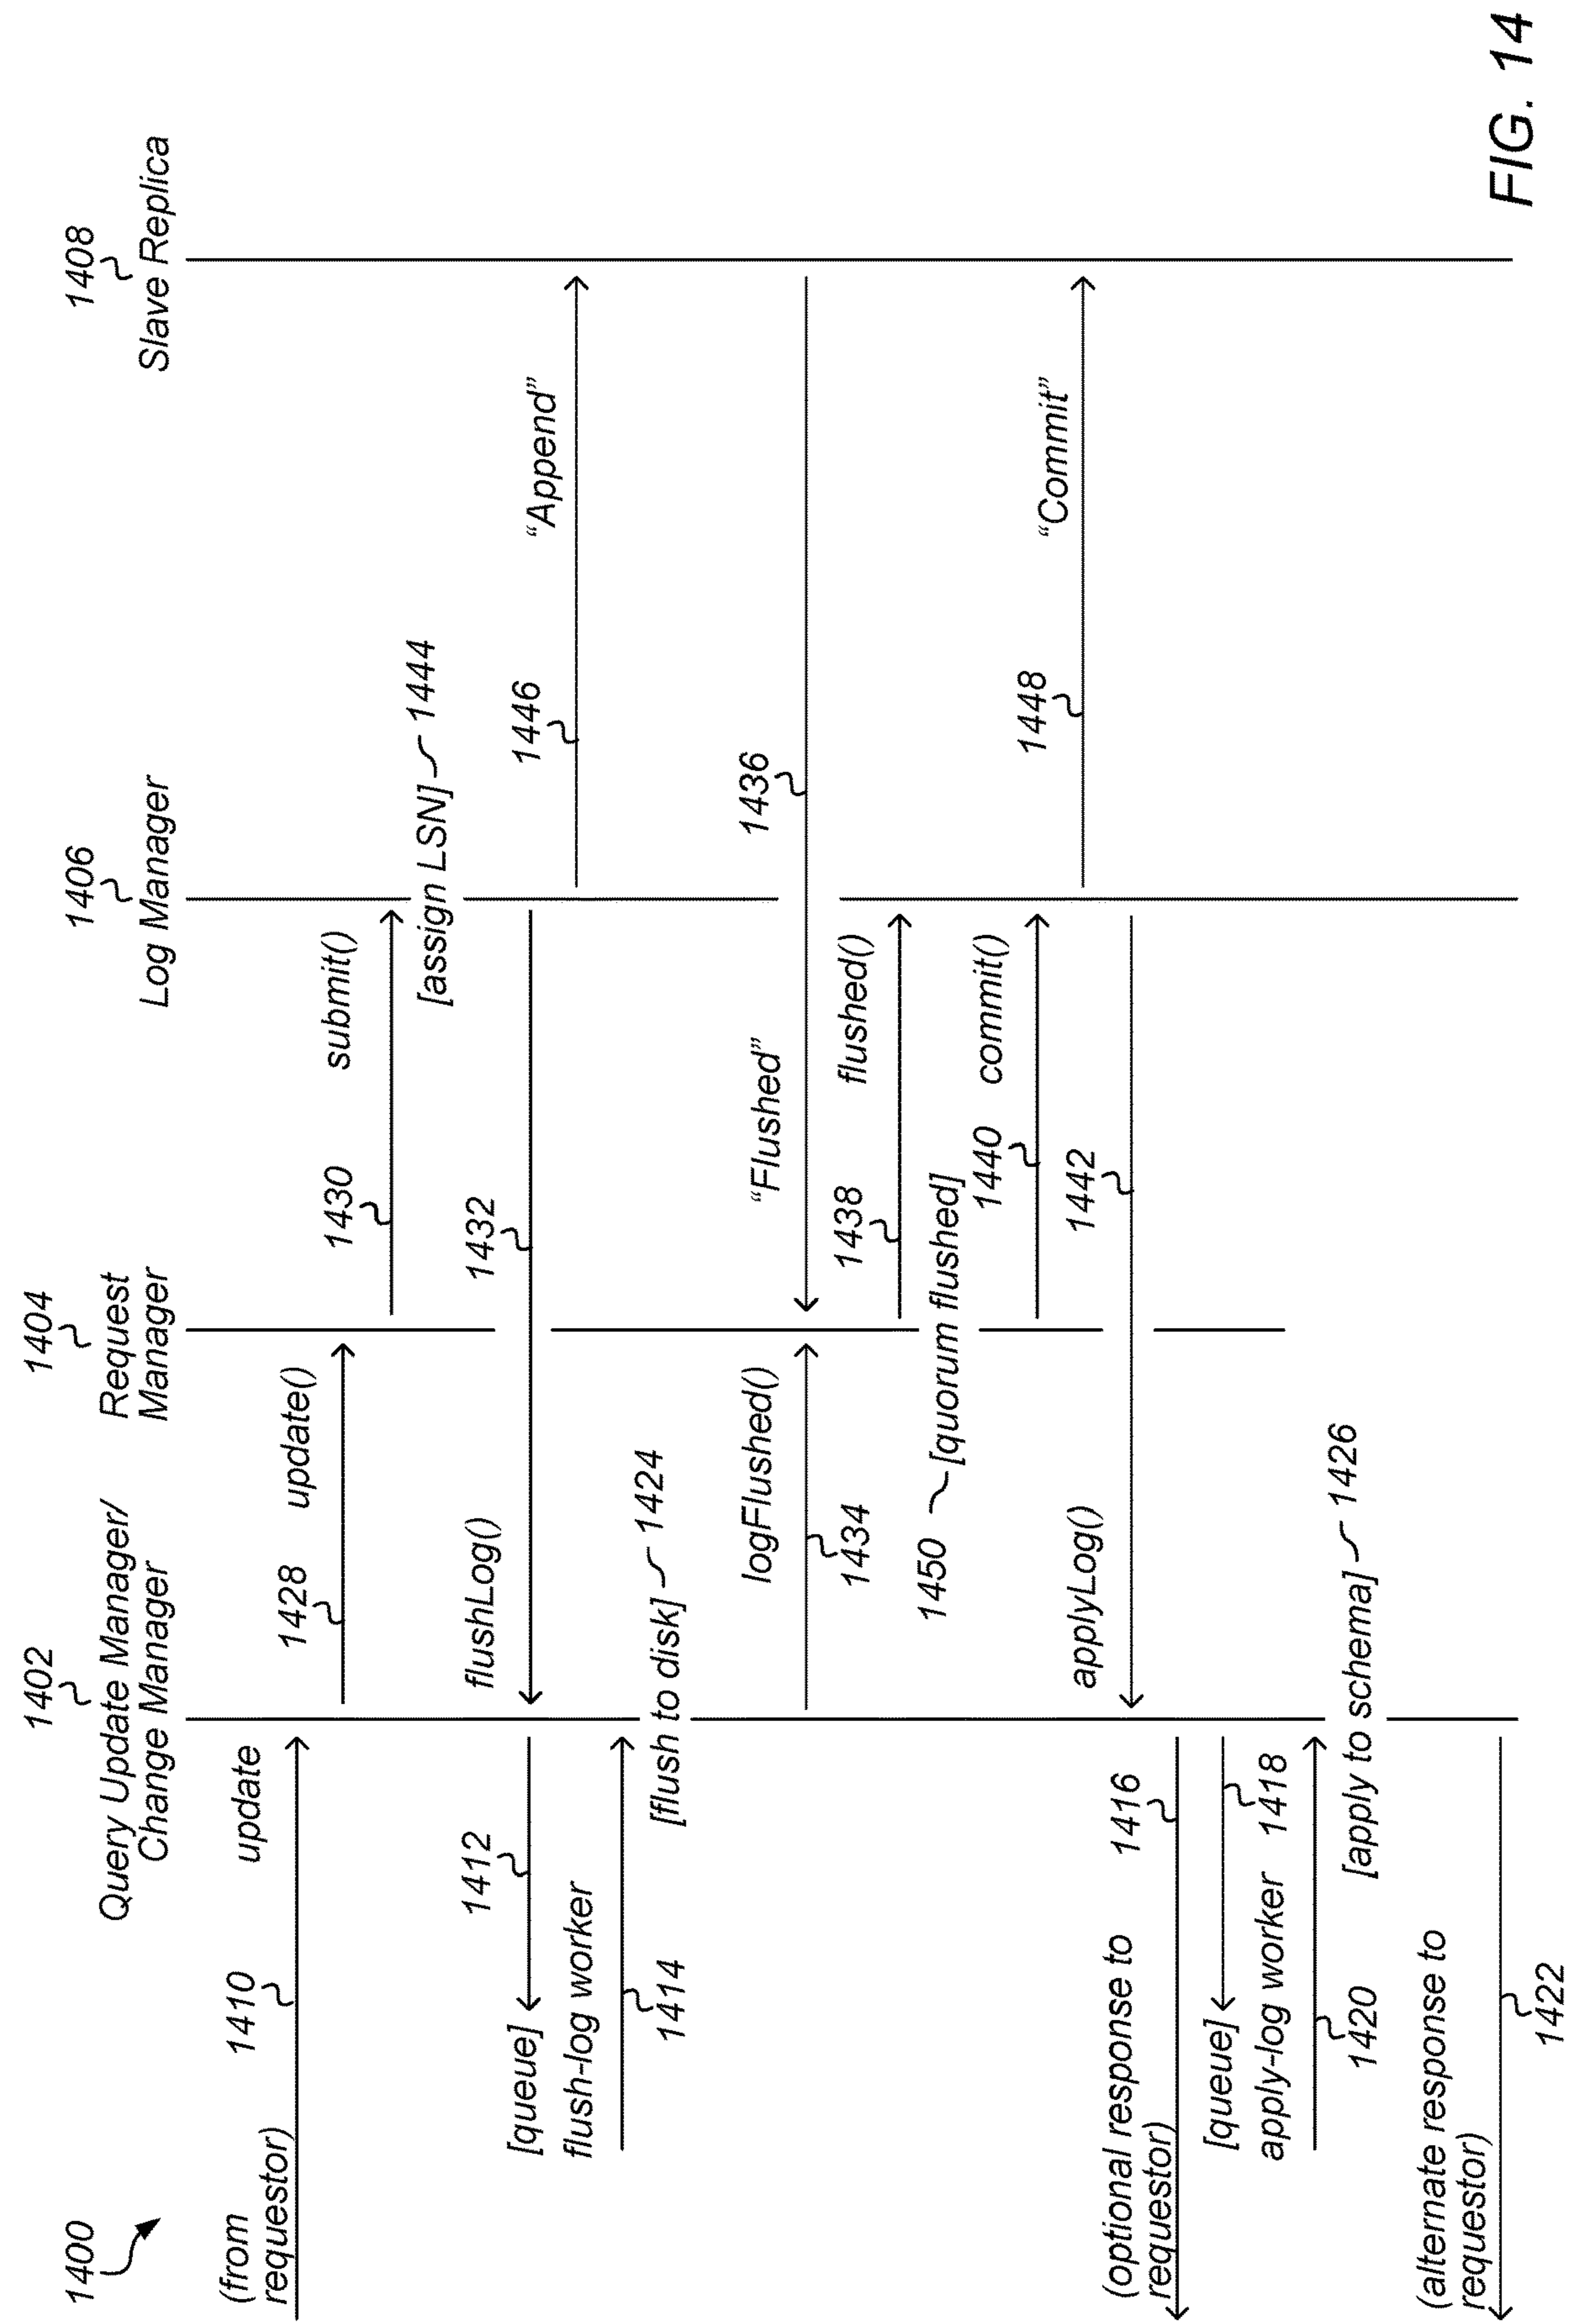 1400
1402
Query Update Manager/
Change Manager
1404
Request
Manager
1406
Log Manager
1408
Slave Replica
(from
requestor)
1410
update
1428
update()
1430
submit()
[assign LSN]
1444
1432
flushLog()
1412
[queue]
flush-log worker
1414
1446
“Append”
[flush to disk]
1424
logFlushed()
1434
“Flushed”
1436
1438
flushed()
1450
[quorum flushed]
1440
commit()
1448
“Commit”
1442
applyLog()
(optional response to
requestor)
1416
[queue]
1418
apply-log worker
1420
[apply to schema]
1426
(alternate response to
requestor)
1422
FIG. 14